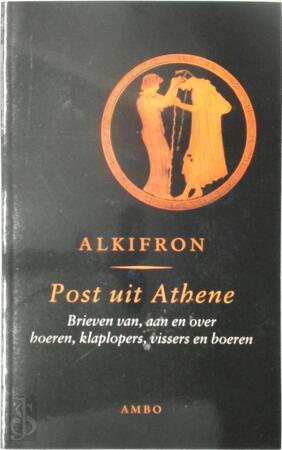 ALKIFRON
Post uit Athene
Brieven van, aan en over
hoeren, klaplopers, vissers en boeren
AMBO